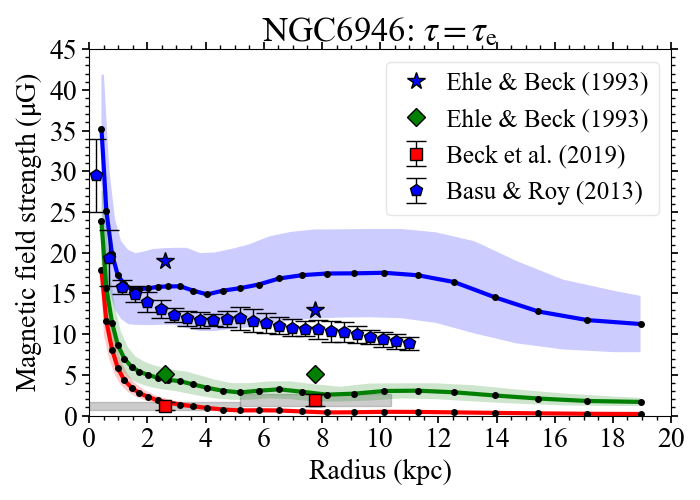 NGC6946: τ = τe
Magnetic field strength (μG)
45
40
35
30
25
20
15
10
5
0
Ehle & Beck (1993)
Ehle & Beck (1993)
Beck et al. (2019)
Basu & Roy (2013)
0 2 4 6 8 10 12 14 16 18 20
Radius (kpc)